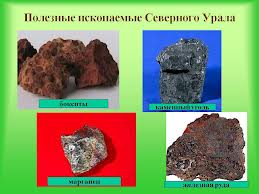 Полезные ископаемые Северного Урала
бокситы
каменный уголь
марганец
железная руда